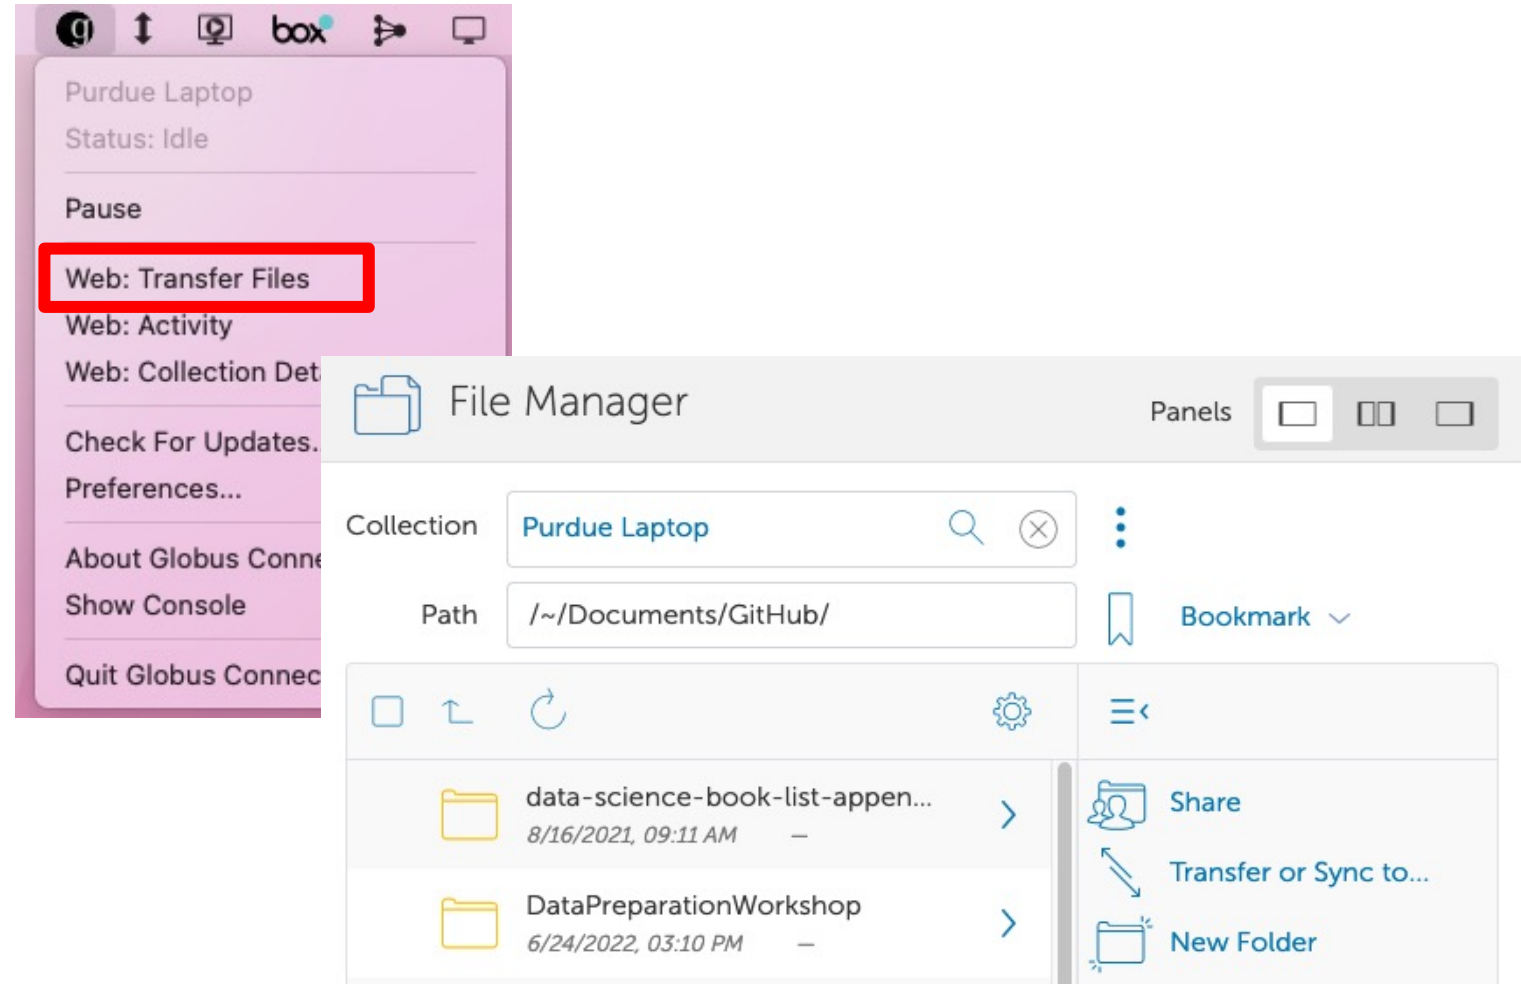 g
box
Purdue Laptop
Status: Idle
Pause
Web: Transfer Files
Web: Activity
Web: Collection Det
Check For Updates..
Preferences...
About Globus Conne
Show Console
Quit Globus Connec
File Manager
Panels
Collection
Purdue Laptop
Path
/~/Documents/GitHub/
Bookmark
data-science-book-list-appen...
8/16/2021, 09:11 AM —
Share
Transfer or Sync to...
DataPreparationWorkshop
6/24/2022, 03:10 PM —
New Folder